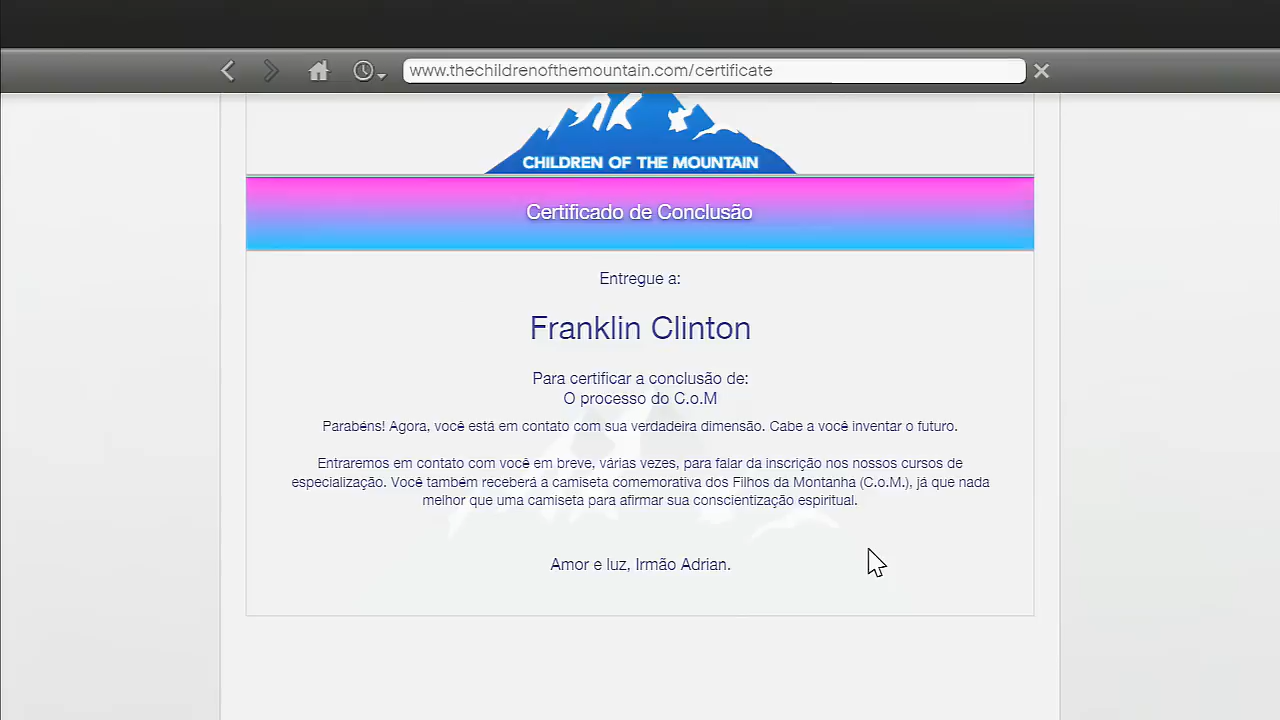 www.thechildrenofthemountain.com/certificate
CHILDREN OF THE MOUNTAIN
Certificado de Conclusão
Entregue a:
Franklin Clinton
Para certificar a conclusão de:
O processo do C.o.M
Parabéns! Agora, você está em contato com sua verdadeira dimensão. Cabe a você inventar o futuro.
Entraremos em contato com você em breve, várias vezes, para falar da inscrição nos nossos cursos de
especialização. Você também receberá a camiseta comemorativa dos Filhos da Montanha (C.o.M.), já que nada
melhor que uma camiseta para afirmar sua conscientização espiritual.
Amor e luz, Irmão Adrian.